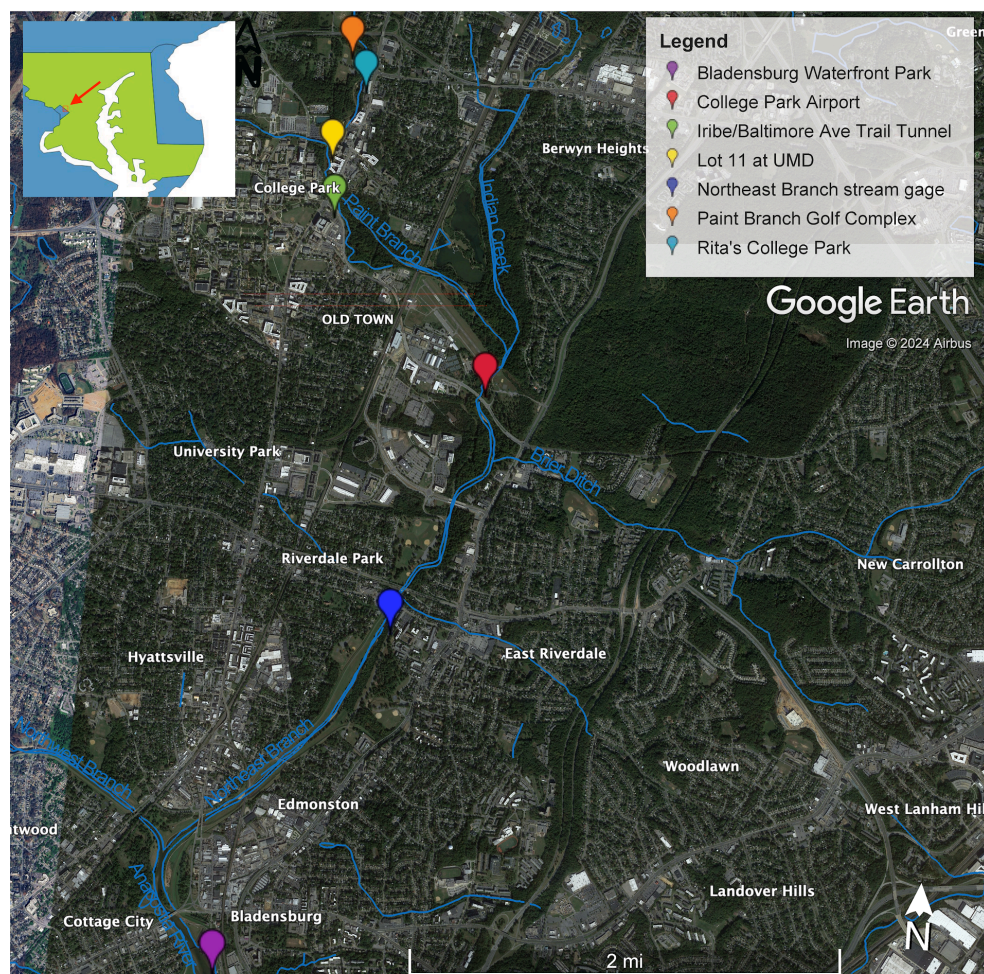 N
Legend
Bladensburg Waterfront Park
College Park Airport
Iribe/Baltimore Ave Trail Tunnel
Lot 11 at UMD
Northeast Branch stream gage
Paint Branch Golf Complex
Rita's College Park
Green
Google Earth
Image © 2024 Airbus
Berwyn Heights
College Park
Paint Branch
Indian Creek
OLD TOWN
University Park
Brier Ditch
Riverdale Park
New Carrollton
Hyattsville
East Riverdale
Northwest Branch
Northeast Branch
Woodlawn
Edmonston
West Lanham Hil
ntwood
Anacostia River
Landover Hills
Cottage City
Bladensburg
N
2 mi